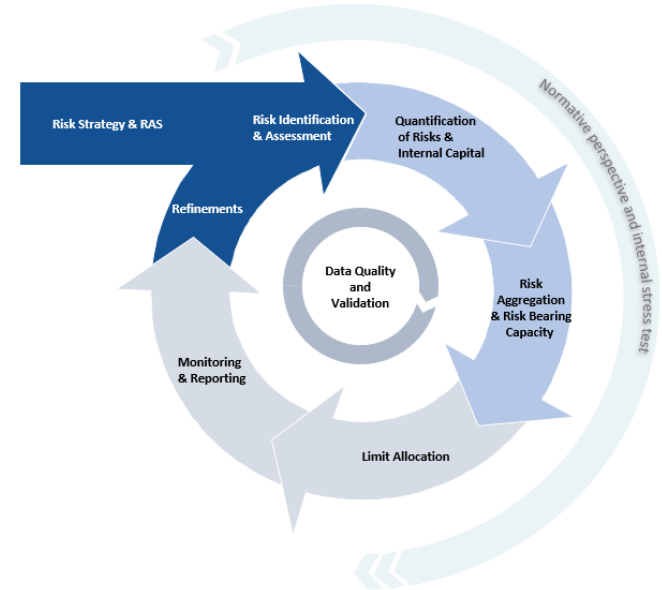 Risk Strategy & RAS
Risk Identification
& Assessment
Quantification
of Risks &
Internal Capital
Risk
Aggregation
& Risk Bearing
Capacity
Limit Allocation
Monitoring
& Reporting
Refinements
Data Quality
and
Validation
Normative perspective and internal stress test